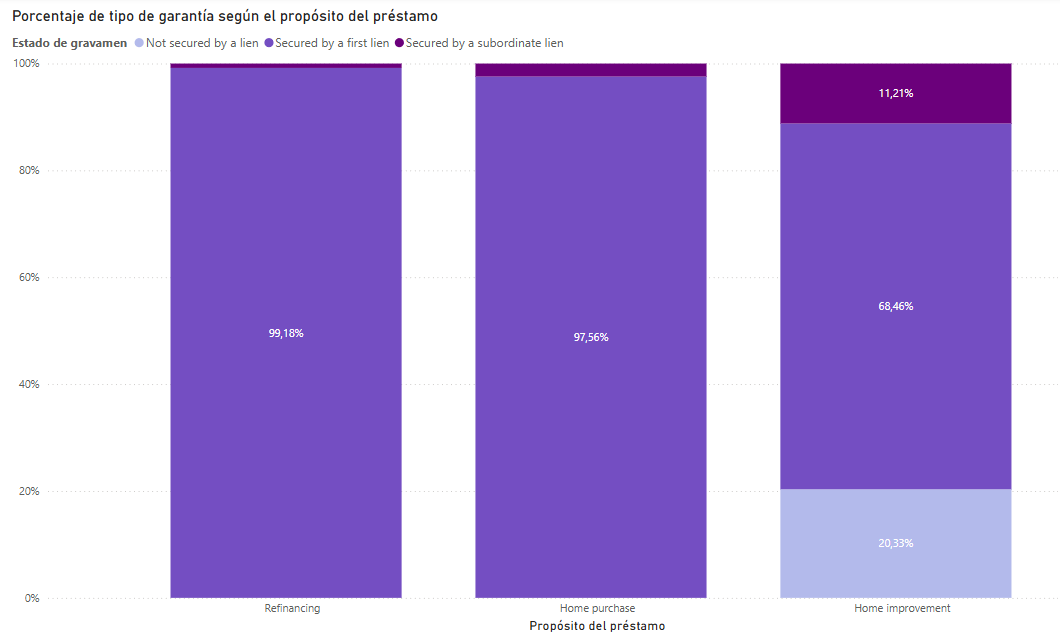 Porcentaje de tipo de garantía según el propósito del préstamo
Estado de gravamen Not secured by a lien Secured by a first lien Secured by a subordinate lien
100%
80%
60%
40%
20%
0%
99,18%
97,56%
11,21%
68,46%
20,33%
Refinancing Home purchase Home improvement
Propósito del préstamo